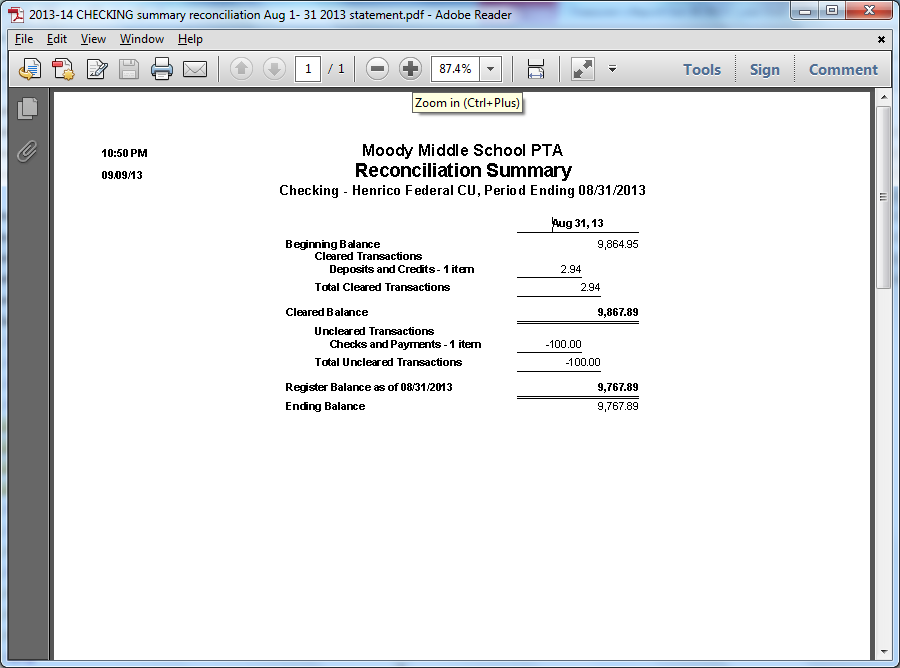 2013-14 CHECKING summary reconciliation Aug 1- 31 2013 statement.pdf - Adobe Reader
File Edit View Window Help
1 / 1 87.4% Tools Sign Comment
Zoom in (Ctrl+Plus)
10:50 PM
09/09/13
Moody Middle School PTA
Reconciliation Summary
Checking - Henrico Federal CU, Period Ending 08/31/2013
Aug 31, 13
Beginning Balance 9,864.95
Cleared Transactions
Deposits and Credits - 1 item 2.94
Total Cleared Transactions 2.94
Cleared Balance 9,867.89
Uncleared Transactions
Checks and Payments - 1 item -100.00
Total Uncleared Transactions -100.00
Register Balance as of 08/31/2013 9,767.89
Ending Balance 9,767.89